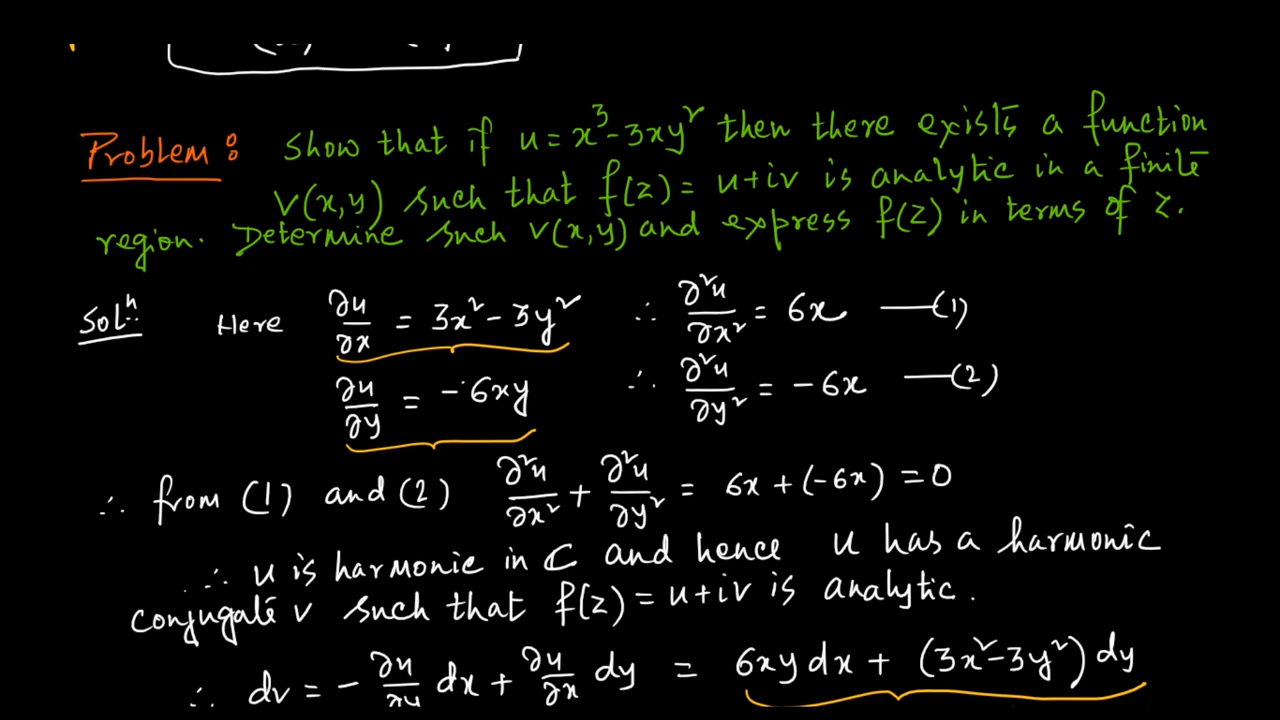 Problem: Show that if u = x³ - 3xy² then there exists a function
v(x,y) such that f(z) = u+iv is analytic in a finite
region. Determine such v(x,y) and express f(z) in terms of z.
Solⁿ: Here ∂u/∂x = 3x² - 3y² ∴ ∂²u/∂x² = 6x —(1)
∂u/∂y = -6xy ∴ ∂²u/∂y² = -6x —(2)
∴ from (1) and (2) ∂²u/∂x² + ∂²u/∂y² = 6x + (-6x) = 0
∴ u is harmonic in C and hence u has a harmonic
conjugate v such that f(z) = u+iv is analytic.
∴ dv = - ∂u/∂y dx + ∂u/∂x dy = 6xy dx + (3x²-3y²) dy